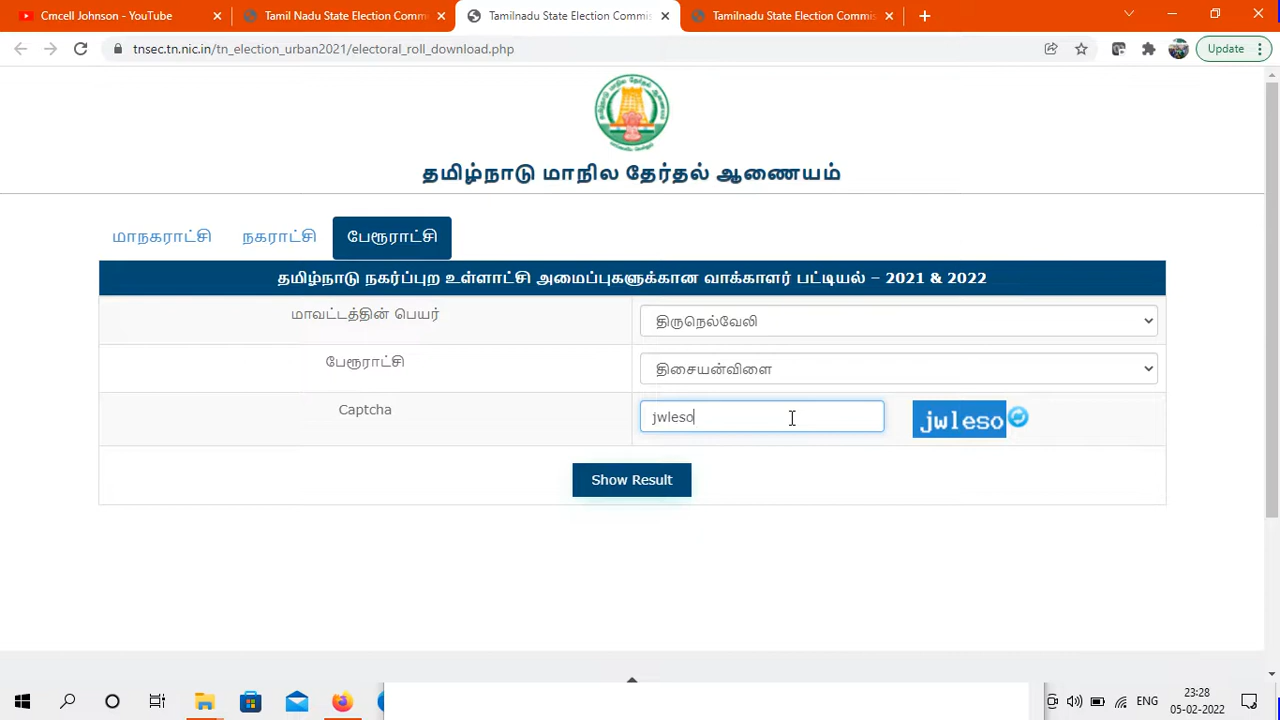 Cmcell Johnson - YouTube
Tamil Nadu State Election Comm
Tamilnadu State Election Commis
Tamilnadu State Election Commis
tnsec.tn.nic.in/tn_election_urban2021/electoral_roll_download.php
Update
தமிழ்நாடு மாநில தேர்தல் ஆணையம்
மாநகராட்சி நகராட்சி பேரூராட்சி
தமிழ்நாடு நகர்ப்புற உள்ளாட்சி அமைப்புகளுக்கான வாக்காளர் பட்டியல் – 2021 & 2022
மாவட்டத்தின் பெயர் திருநெல்வேலி
பேரூராட்சி திசையன்விளை
Captcha jwleso jwleso
Show Result
ENG
23:28
05-02-2022